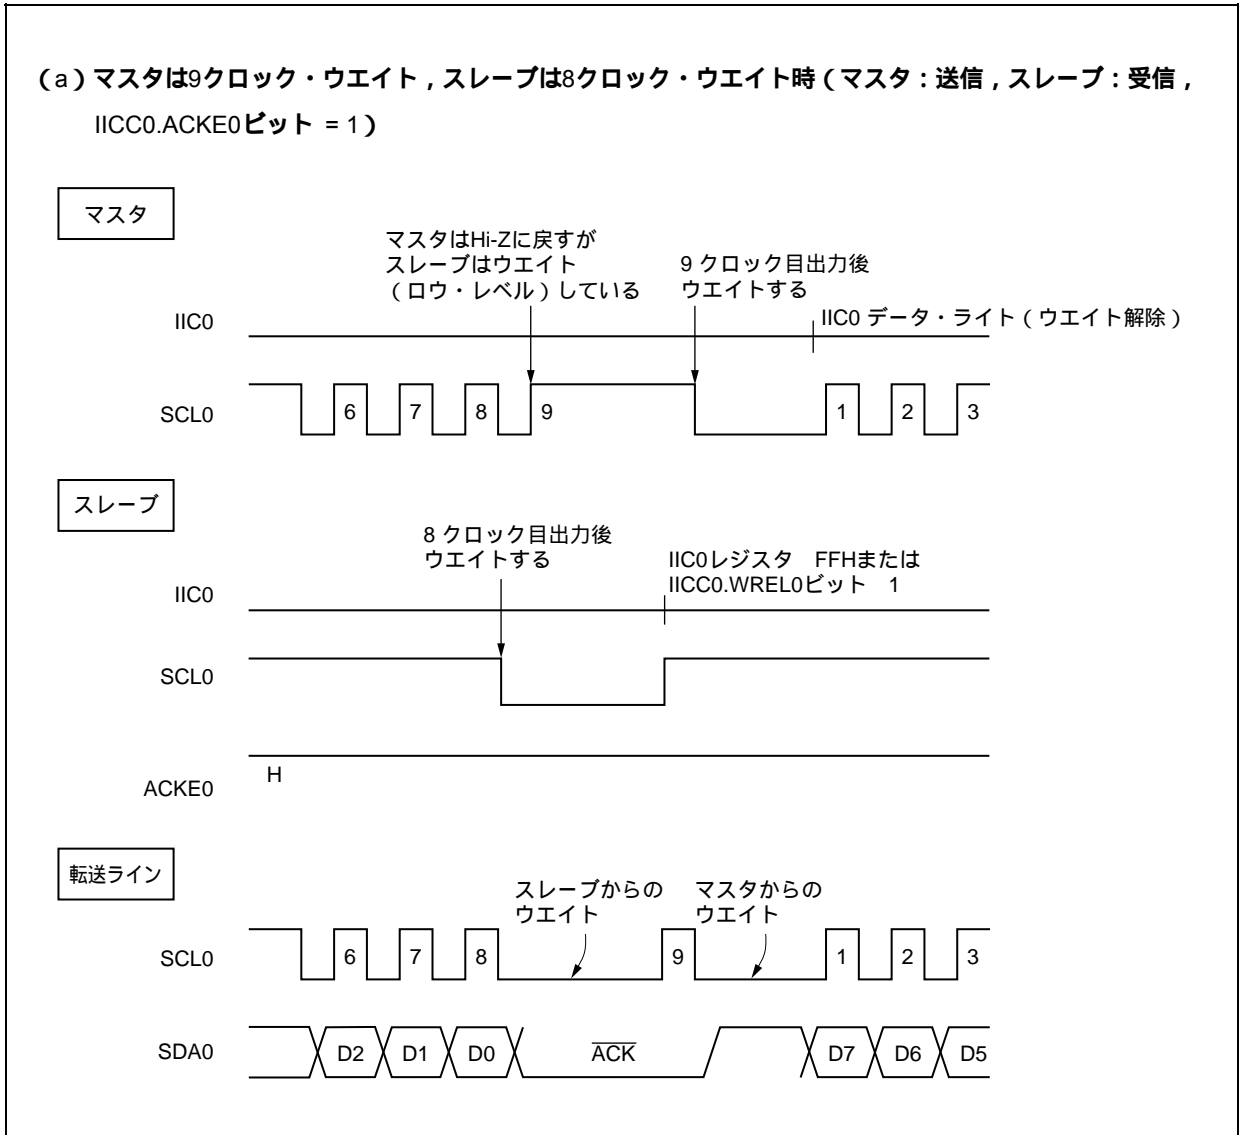 （a）マスタは9クロック・ウエイト，スレーブは8クロック・ウエイト時（マスタ：送信，スレーブ：受信，
IICC0.ACKE0ビット = 1）
マスタ
マスタはHi-Zに戻すが
スレーブはウエイト
（ロウ・レベル）している
9 クロック目出力後
ウエイトする
IIC0
IIC0 データ・ライト（ウエイト解除）
SCL0
6
7
8
9
1
2
3
スレーブ
8 クロック目出力後
ウエイトする
IIC0レジスタ　FFHまたは
IICC0.WREL0ビット　1
IIC0
SCL0
H
ACKE0
転送ライン
スレーブからの
ウエイト
マスタからの
ウエイト
SCL0
6
7
8
9
1
2
3
SDA0
D2
D1
D0
A̅C̅K̅
D7
D6
D5